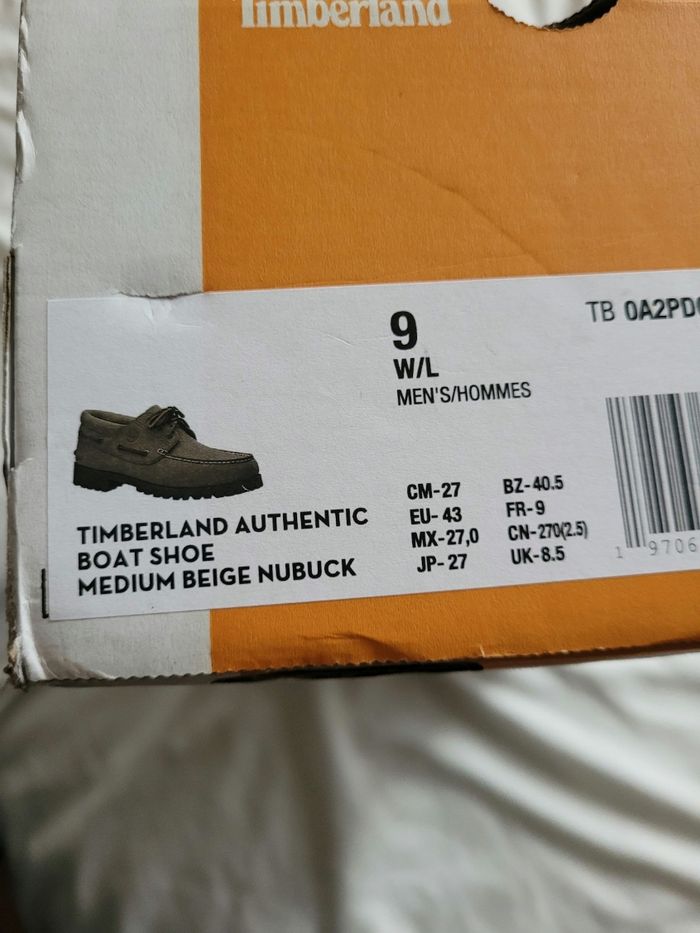 Timberland
9
W/L
MEN'S/HOMMES
TB 0A2PD
TIMBERLAND AUTHENTIC
BOAT SHOE
MEDIUM BEIGE NUBUCK
CM-27 BZ-40.5
EU-43 FR-9
MX-27,0 CN-270(2.5)
JP-27 UK-8.5
1 9706